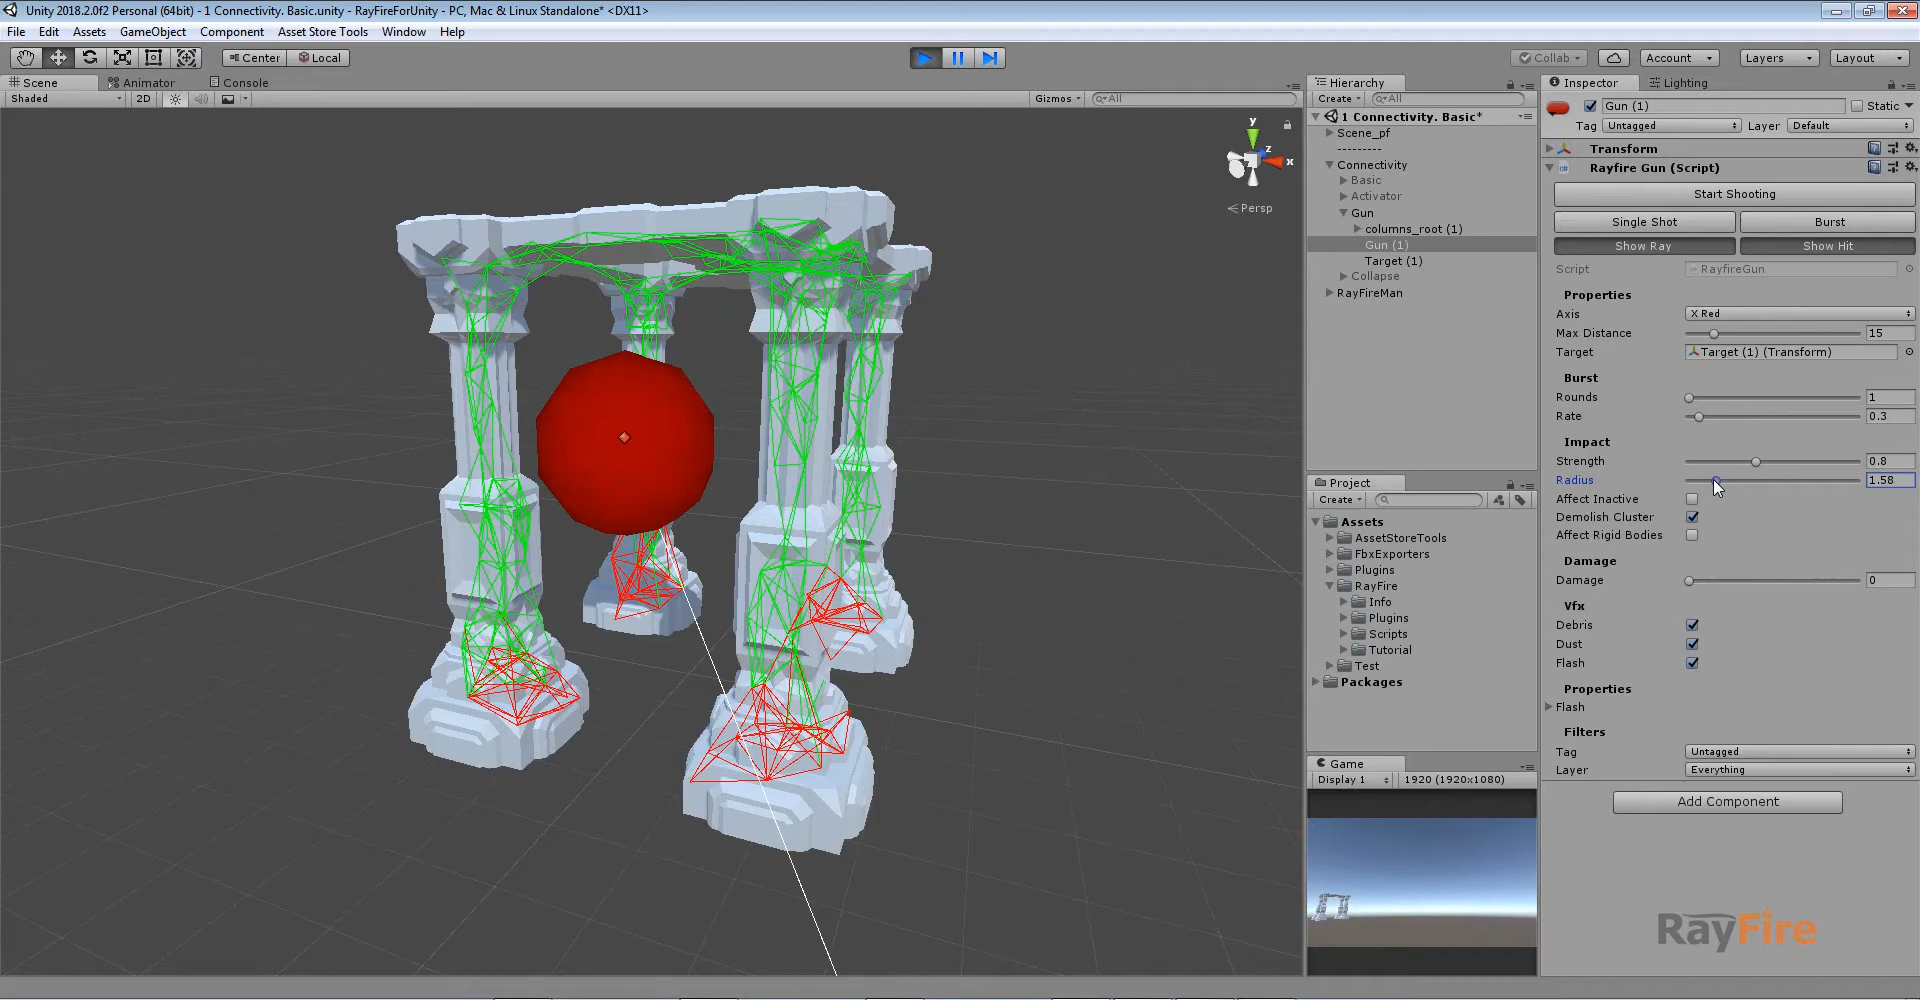 Unity 2018.2.0f2 Personal (64bit) - 1 Connectivity. Basic.unity - RayFireForUnity - PC, Mac & Linux Standalone* <DX11>
File Edit Assets GameObject Component Asset Store Tools Window Help
Center Local Collab Account Layers Layout
Scene Animator Console
Shaded 2D Gizmos All
y
z
x
Persp
Hierarchy
Create All
1 Connectivity. Basic*
Scene_pf
---------
Connectivity
Basic
Activator
Gun
columns_root (1)
Gun (1)
Target (1)
Collapse
RayFireMan
Project
Create
Assets
AssetStoreTools
FbxExporters
Plugins
RayFire
Info
Plugins
Scripts
Tutorial
Test
Packages
Game
Display 1 1920 (1920x1080)
Inspector Lighting
Gun (1) Static
Tag Untagged Layer Default
Transform
Rayfire Gun (Script)
Start Shooting
Single Shot Burst
Show Ray Show Hit
Script RayfireGun
Properties
Axis X Red
Max Distance 15
Target Target (1) (Transform)
Burst
Rounds 1
Rate 0.3
Impact
Strength 0.8
Radius 1.58
Affect Inactive
Demolish Cluster
Affect Rigid Bodies
Damage
Damage 0
Vfx
Debris
Dust
Flash
Properties
Flash
Filters
Tag Untagged
Layer Everything
Add Component
RayFire